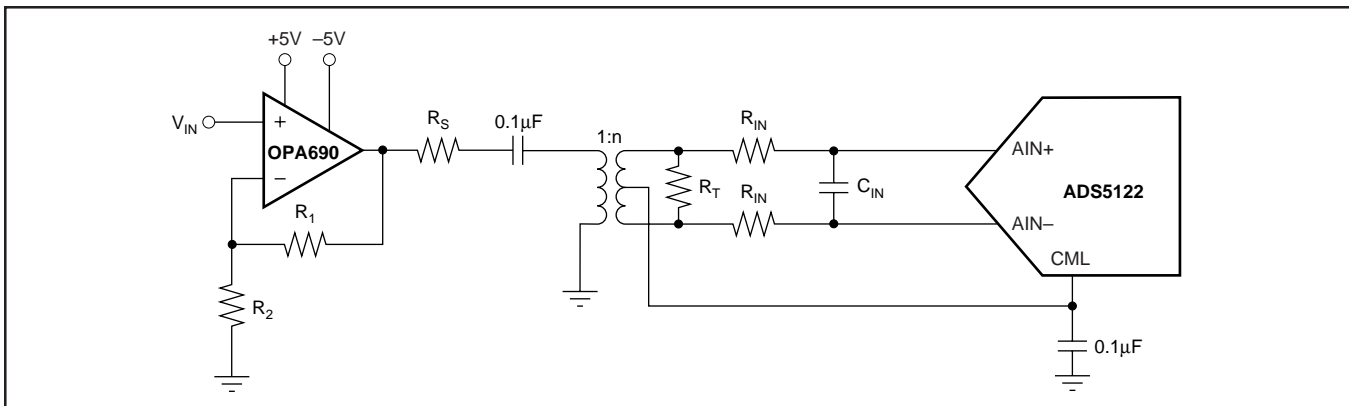 +5V –5V
V_IN
+
OPA690
–
R_S
0.1μF
1:n
R_IN
AIN+
R_T
C_IN
ADS5122
R_1
R_IN
AIN–
CML
R_2
0.1μF